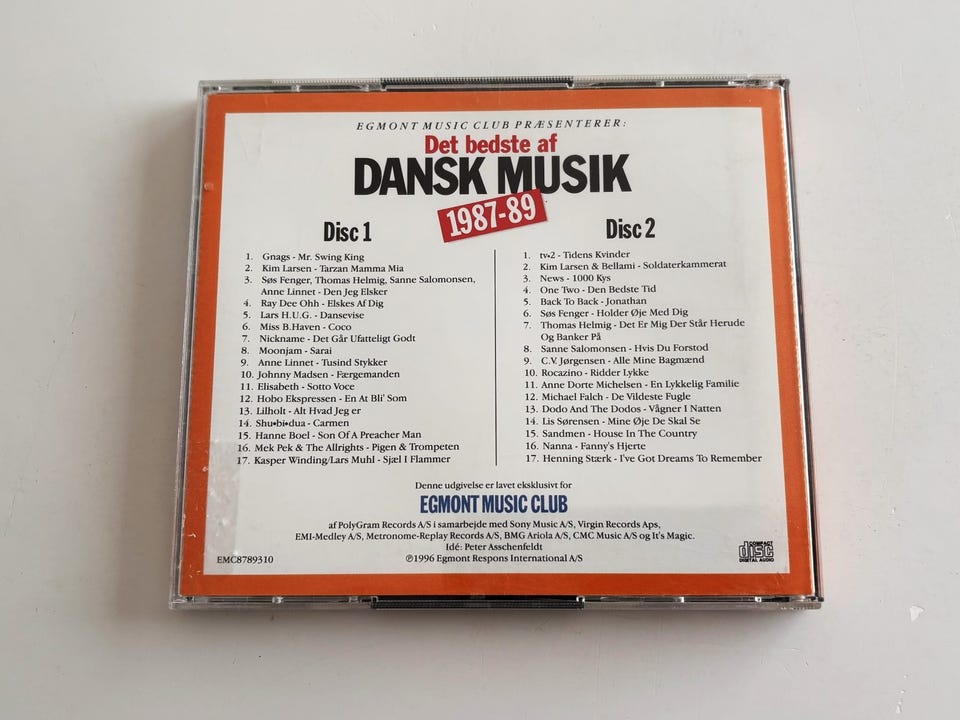 EGMONT MUSIC CLUB PRÆSENTERER:
Det bedste af
DANSK MUSIK
1987-89
Disc 1
1. Gnags - Mr. Swing King
2. Kim Larsen - Tarzan Mamma Mia
3. Søs Fenger, Thomas Helmig, Sanne Salomonsen,
Anne Linnet - Den Jeg Elsker
4. Ray Dee Ohh - Elskes Af Dig
5. Lars H.U.G. - Dansevise
6. Miss B.Haven - Coco
7. Nickname - Det Går Ufatteligt Godt
8. Moonjam - Sarai
9. Anne Linnet - Tusind Stykker
10. Johnny Madsen - Færgemanden
11. Elisabeth - Sotto Voce
12. Hobo Ekspressen - En At Bli' Som
13. Lilholt - Alt Hvad Jeg er
14. Shu•bi•dua - Carmen
15. Hanne Boel - Son Of A Preacher Man
16. Mek Pek & The Allrights - Pigen & Trompeten
17. Kasper Winding/Lars Muhl - Sjæl I Flammer
Disc 2
1. tv•2 - Tidens Kvinder
2. Kim Larsen & Bellami - Soldaterkammerat
3. News - 1000 Kys
4. One Two - Den Bedste Tid
5. Back To Back - Jonathan
6. Søs Fenger - Holder Øje Med Dig
7. Thomas Helmig - Det Er Mig Der Står Herude
Og Banker På
8. Sanne Salomonsen - Hvis Du Forstod
9. C.V. Jørgensen - Alle Mine Bagmænd
10. Rocazino - Ridder Lykke
11. Anne Dorte Michelsen - En Lykkelig Familie
12. Michael Falch - De Vildeste Fugle
13. Dodo And The Dodos - Vågner I Natten
14. Lis Sørensen - Mine Øje De Skal Se
15. Sandmen - House In The Country
16. Nanna - Fanny's Hjerte
17. Henning Stærk - I've Got Dreams To Remember
Denne udgivelse er lavet eksklusivt for
EGMONT MUSIC CLUB
af PolyGram Records A/S i samarbejde med Sony Music A/S, Virgin Records Aps,
EMI-Medley A/S, Metronome-Replay Records A/S, BMG Ariola A/S, CMC Music A/S og It's Magic.
Idé: Peter Asschenfeldt
℗1996 Egmont Respons International A/S
EMC8789310
COMPACT
disc
DIGITAL AUDIO